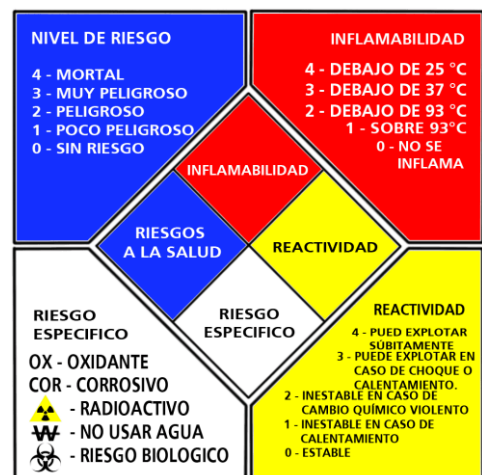 NIVEL DE RIESGO
4 - MORTAL
3 - MUY PELIGROSO
2 - PELIGROSO
1 - POCO PELIGROSO
0 - SIN RIESGO
INFLAMABILIDAD
4 - DEBAJO DE 25 °C
3 - DEBAJO DE 37 °C
2- DEBAJO DE 93 °C
1 - SOBRE 93°C
0 - NO SE
INFLAMA
INFLAMABILIDAD
RIESGOS
A LA SALUD
REACTIVIDAD
RIESGO
ESPECIFICO
RIESGO
ESPECIFICO
OX - OXIDANTE
COR - CORROSIVO
- RADIOACTIVO
W - NO USAR AGUA
- RIESGO BIOLOGICO
REACTIVIDAD
4 - PUED EXPLOTAR
SÚBITAMENTE
3 - PUEDE EXPLOTAR EN
CASO DE CHOQUE O
CALENTAMIENTO.
2 - INESTABLE EN CASO DE
CAMBIO QUÍMICO VIOLENTO
1 - INESTABLE EN CASO DE
CALENTAMIENTO
0 - ESTABLE